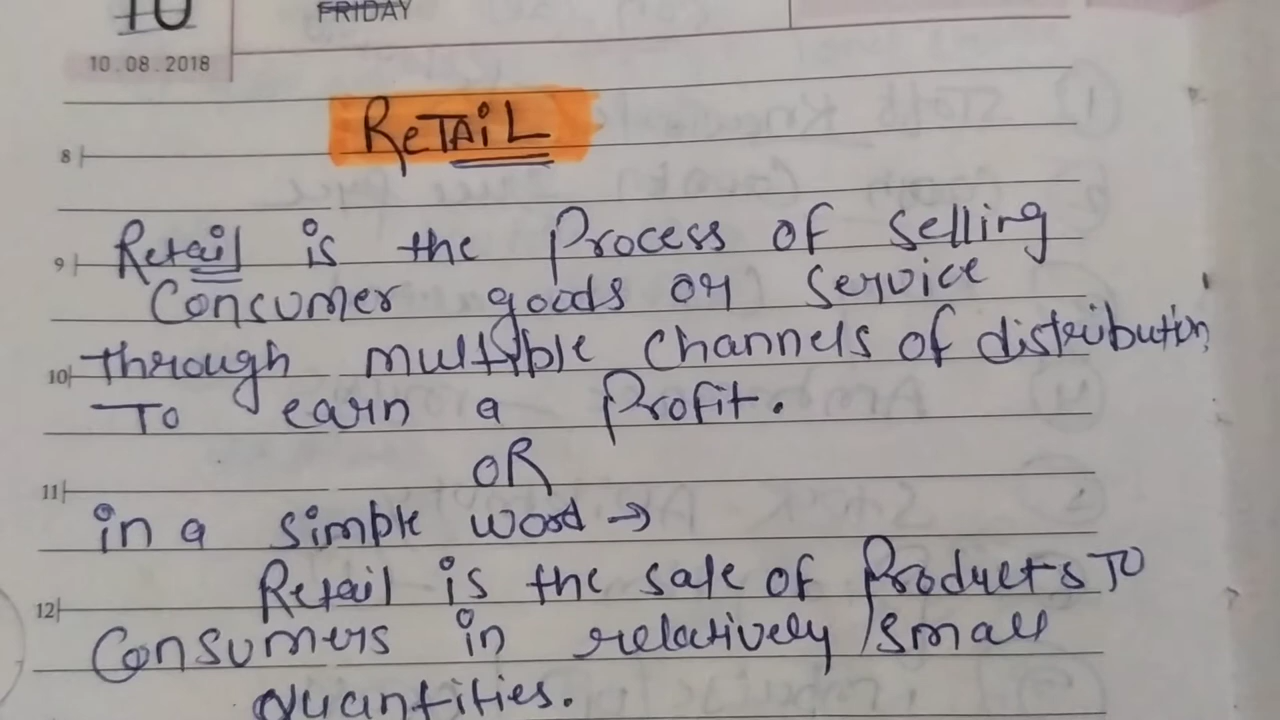 10
FRIDAY
10.08.2018
RETAIL
8
Retail is the Process of Selling
9
Consumer goods or Service
through multiple Channels of distribution
10
To earn a Profit.
OR
11
in a simple word →
Retail is the sale of Products To
12
Consumers in relatively small
quantities.